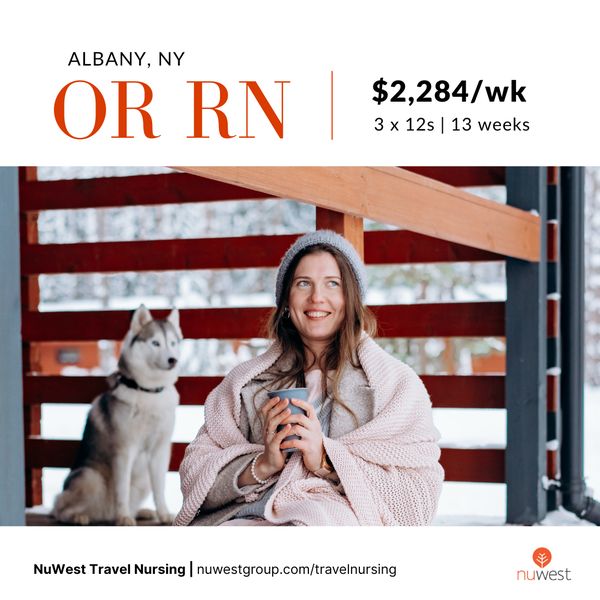 ALBANY, NY
OR RN
$2,284/wk
3 x 12s | 13 weeks
NuWest Travel Nursing | nuwestgroup.com/travelnursing
nuwest